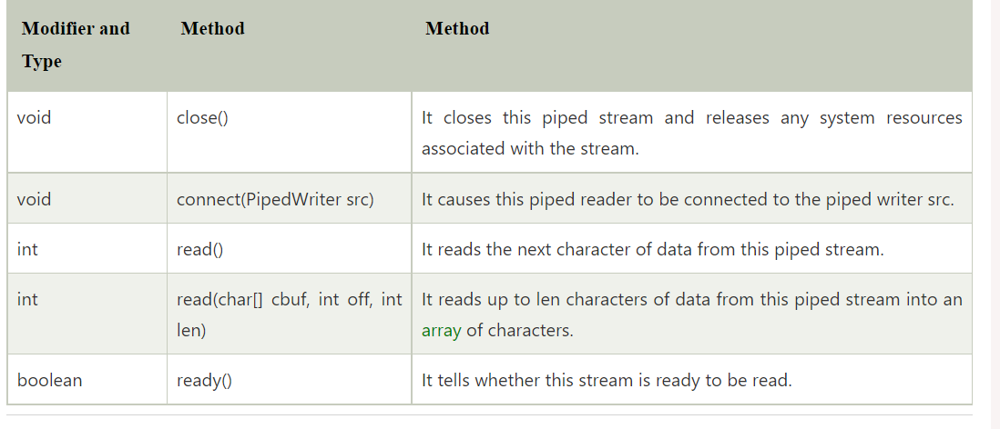 Modifier and Type Method Method
void close() It closes this piped stream and releases any system resources associated with the stream.
void connect(PipedWriter src) It causes this piped reader to be connected to the piped writer src.
int read() It reads the next character of data from this piped stream.
int read(char[] cbuf, int off, int len) It reads up to len characters of data from this piped stream into an array of characters.
boolean ready() It tells whether this stream is ready to be read.